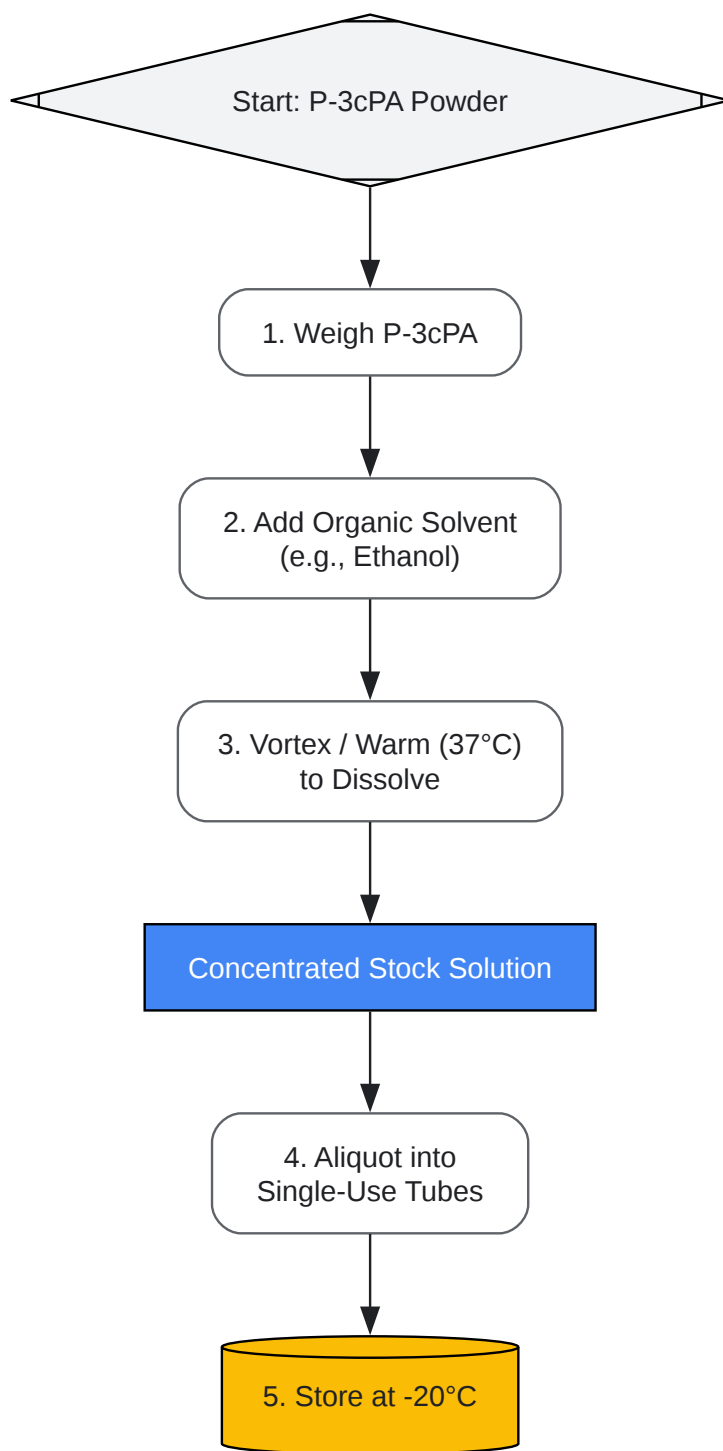 Start: P-3cPA Powder
1. Weigh P-3cPA
2. Add Organic Solvent
(e.g., Ethanol)
3. Vortex / Warm (37°C)
to Dissolve
Concentrated Stock Solution
4. Aliquot into
Single-Use Tubes
5. Store at -20°C